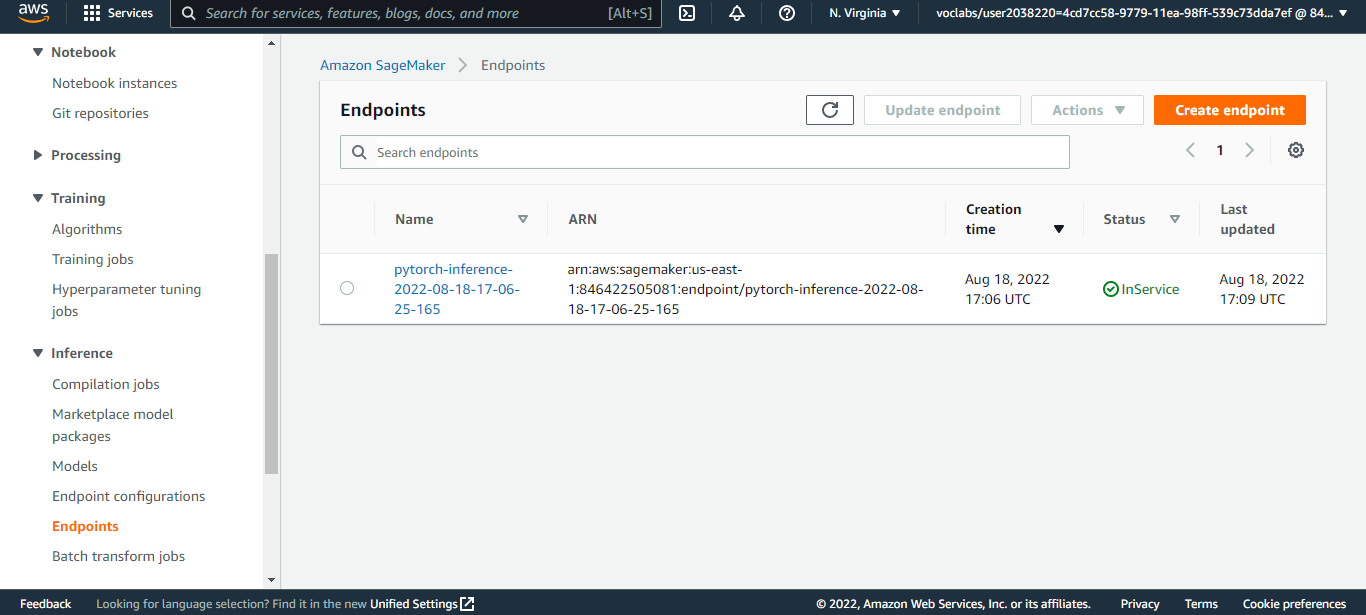 aws
Services
Search for services, features, blogs, docs, and more
[Alt+S]
N. Virginia
voclabs/user2038220=4cd7cc58-9779-11ea-98ff-539c73dda7ef @ 84...
Notebook
Notebook instances
Git repositories
Processing
Training
Algorithms
Training jobs
Hyperparameter tuning
jobs
Inference
Compilation jobs
Marketplace model
packages
Models
Endpoint configurations
Endpoints
Batch transform jobs
Amazon SageMaker
Endpoints
Endpoints
Update endpoint
Actions
Create endpoint
Search endpoints
1
Name
ARN
Creation
time
Status
Last
updated
pytorch-inference-
2022-08-18-17-06-
25-165
arn:aws:sagemaker:us-east-
1:846422505081:endpoint/pytorch-inference-2022-08-
18-17-06-25-165
Aug 18, 2022
17:06 UTC
InService
Aug 18, 2022
17:09 UTC
Feedback
Looking for language selection? Find it in the new Unified Settings
© 2022, Amazon Web Services, Inc. or its affiliates.
Privacy
Terms
Cookie preferences